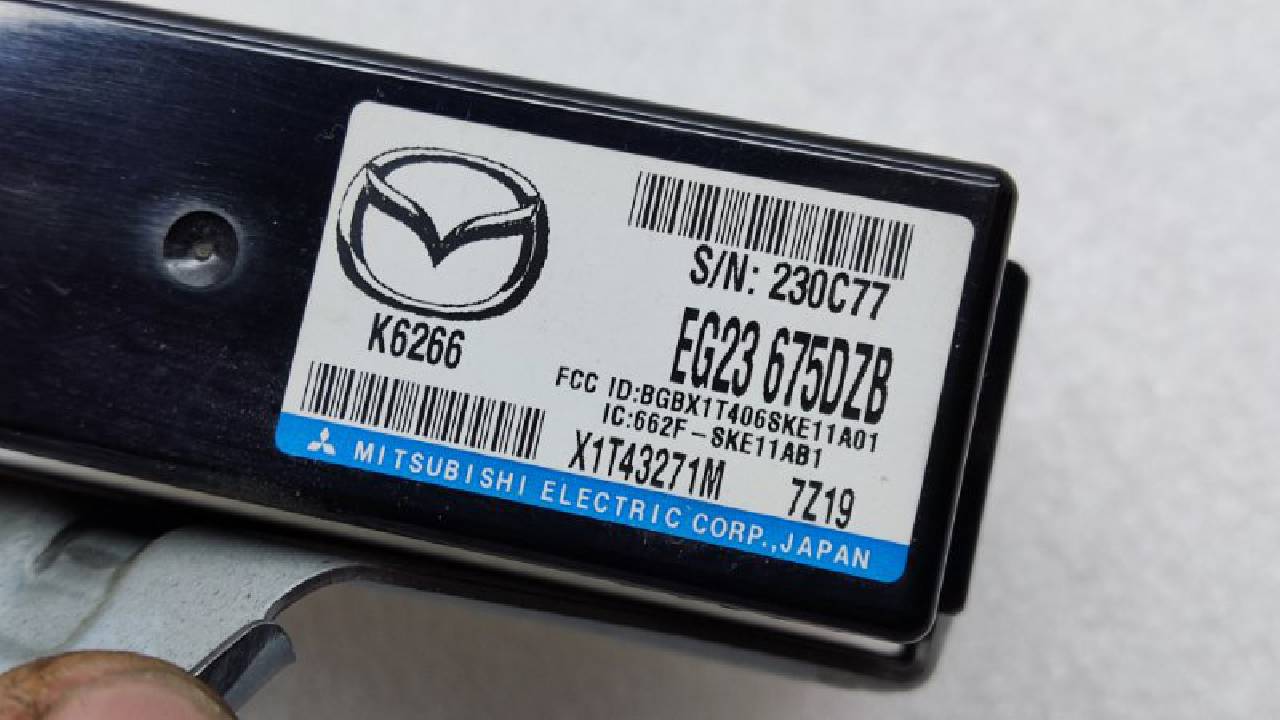 S/N: 230C77
K6266
EG23 675DZB
FCC ID:BGBX1T406SKE11A01
IC:662F-SKE11AB1
X1T43271M 7Z19
MITSUBISHI ELECTRIC CORP.,JAPAN